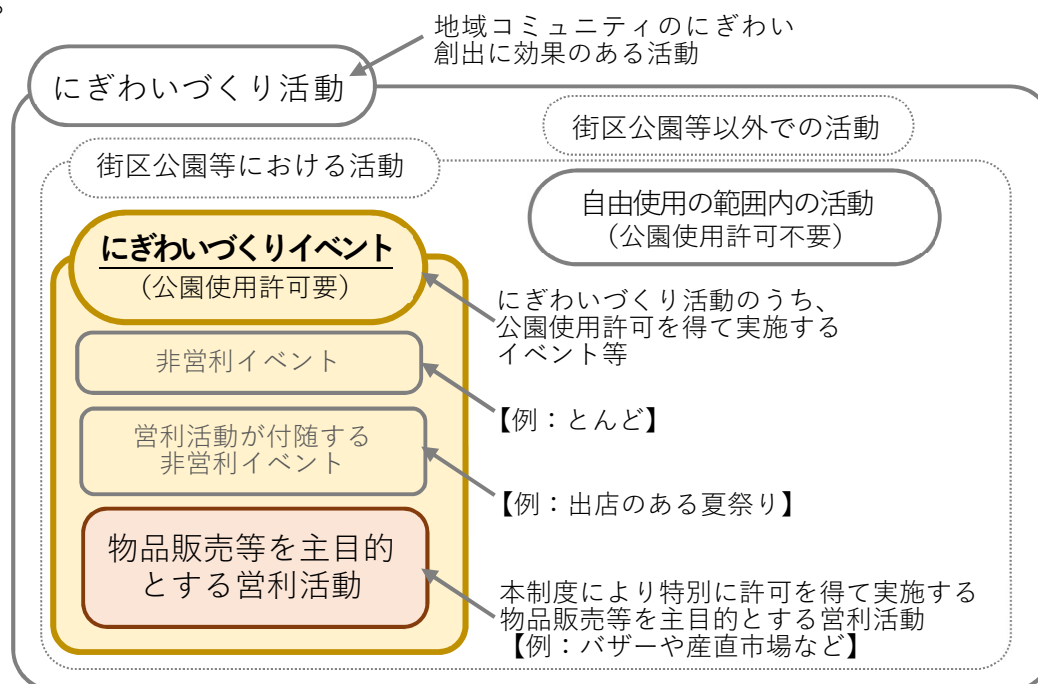 。
地域コミュニティのにぎわい
創出に効果のある活動
にぎわいづくり活動
街区公園等以外での活動
街区公園等における活動
自由使用の範囲内の活動
（公園使用許可不要）
にぎわいづくりイベント
（公園使用許可要）
にぎわいづくり活動のうち、
公園使用許可を得て実施する
イベント等
非営利イベント
【例：とんど】
営利活動が付随する
非営利イベント
【例：出店のある夏祭り】
物品販売等を主目的
とする営利活動
本制度により特別に許可を得て実施する
物品販売等を主目的とする営利活動
【例：バザーや産直市場など】